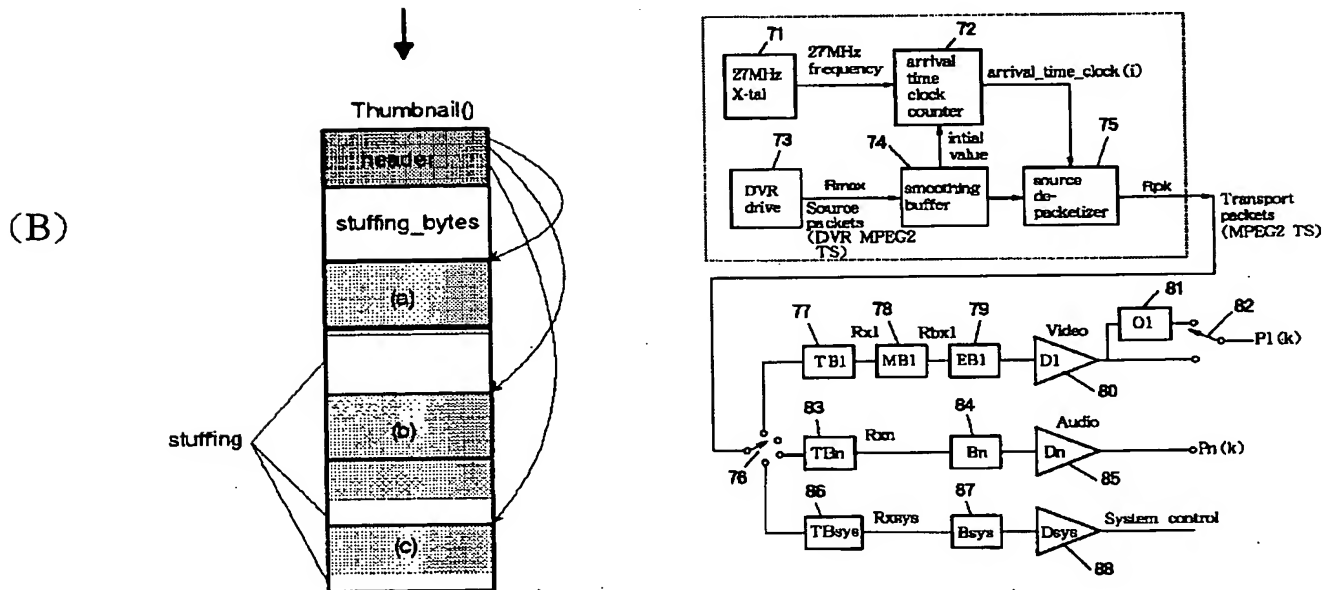 (B)
Thumbnail()
header
stuffing_bytes
(a)
(b)
(c)
stuffing
71
27MHz
X-tal
27MHz
frequency
72
arrival
time
clock
counter
arrival_time_clock(i)
intial
value
73
DVR
drive
Rmax
Source
packets
(DVR MPEG2
TS)
74
smoothing
buffer
75
source
de-
packetizer
Rpk
Transport
packets
(MPEG2 TS)
76
77
TB1
Rx1
78
MB1
Rbx1
79
EB1
Video
D1
80
81
O1
82
P1(k)
83
TBn
Rxn
84
Bn
Audio
Dn
85
Pn(k)
86
TBsys
Rxsys
87
Bsys
Dsys
88
System control